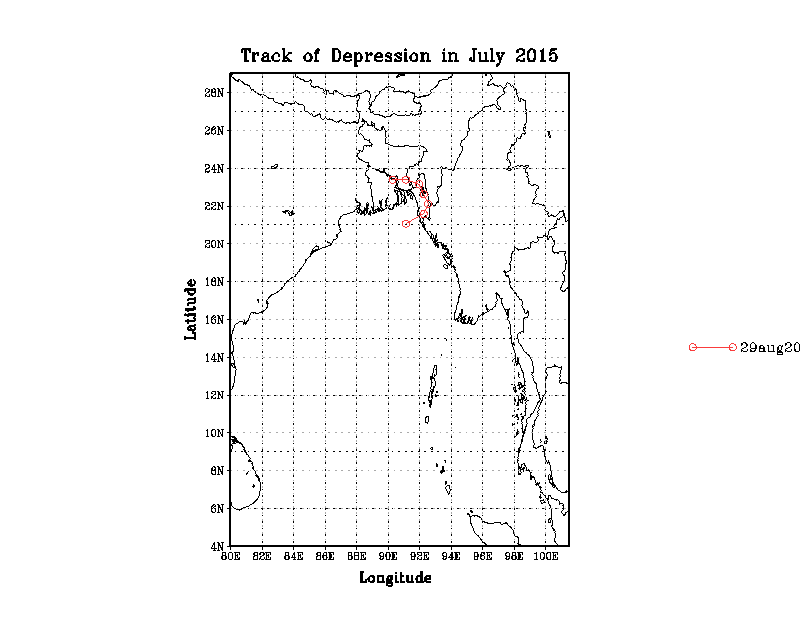 Track of Depression in July 2015
28N
26N
24N
22N
20N
18N
16N
14N
12N
10N
8N
6N
4N
Latitude
80E 82E 84E 86E 88E 90E 92E 94E 96E 98E 100E
Longitude
29aug20